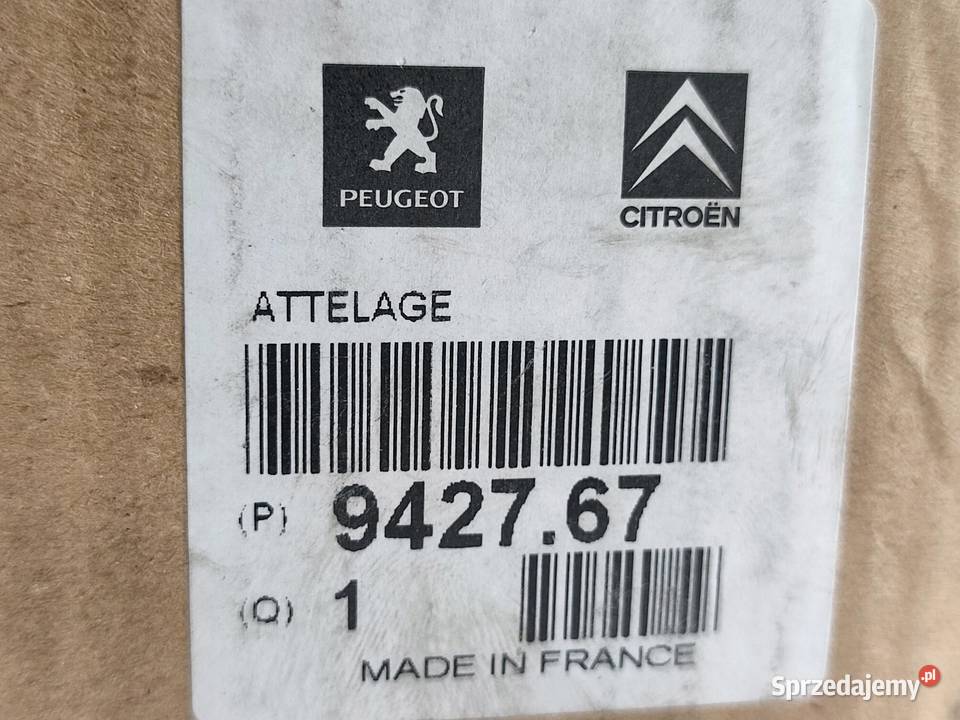 PEUGEOT
CITROËN
ATTELAGE
(P) 9427.67
(Q) 1
MADE IN FRANCE
Sprzedajemy.pl